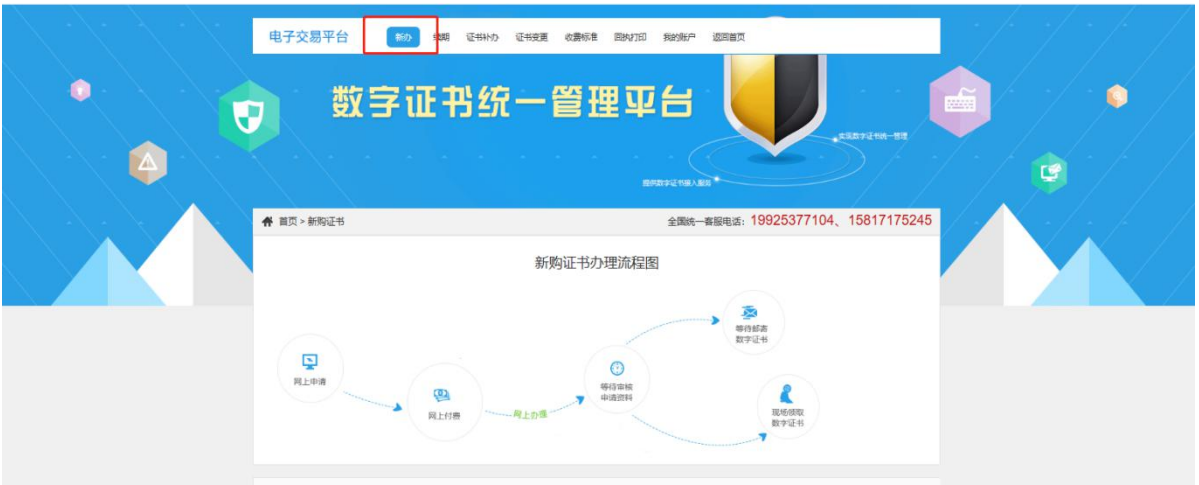 电子交易平台 新办 续期 证书补办 证书变更 收费标准 回执打印 我的账户 返回首页
数字证书统一管理平台
实现数字证书统一管理
提供数字证书接入服务
首页 > 新购证书 全国统一客服电话：19925377104、15817175245
新购证书办理流程图
等待邮寄
数字证书
网上申请
等待审核
申请资料
网上付费
网上办理
现场领取
数字证书